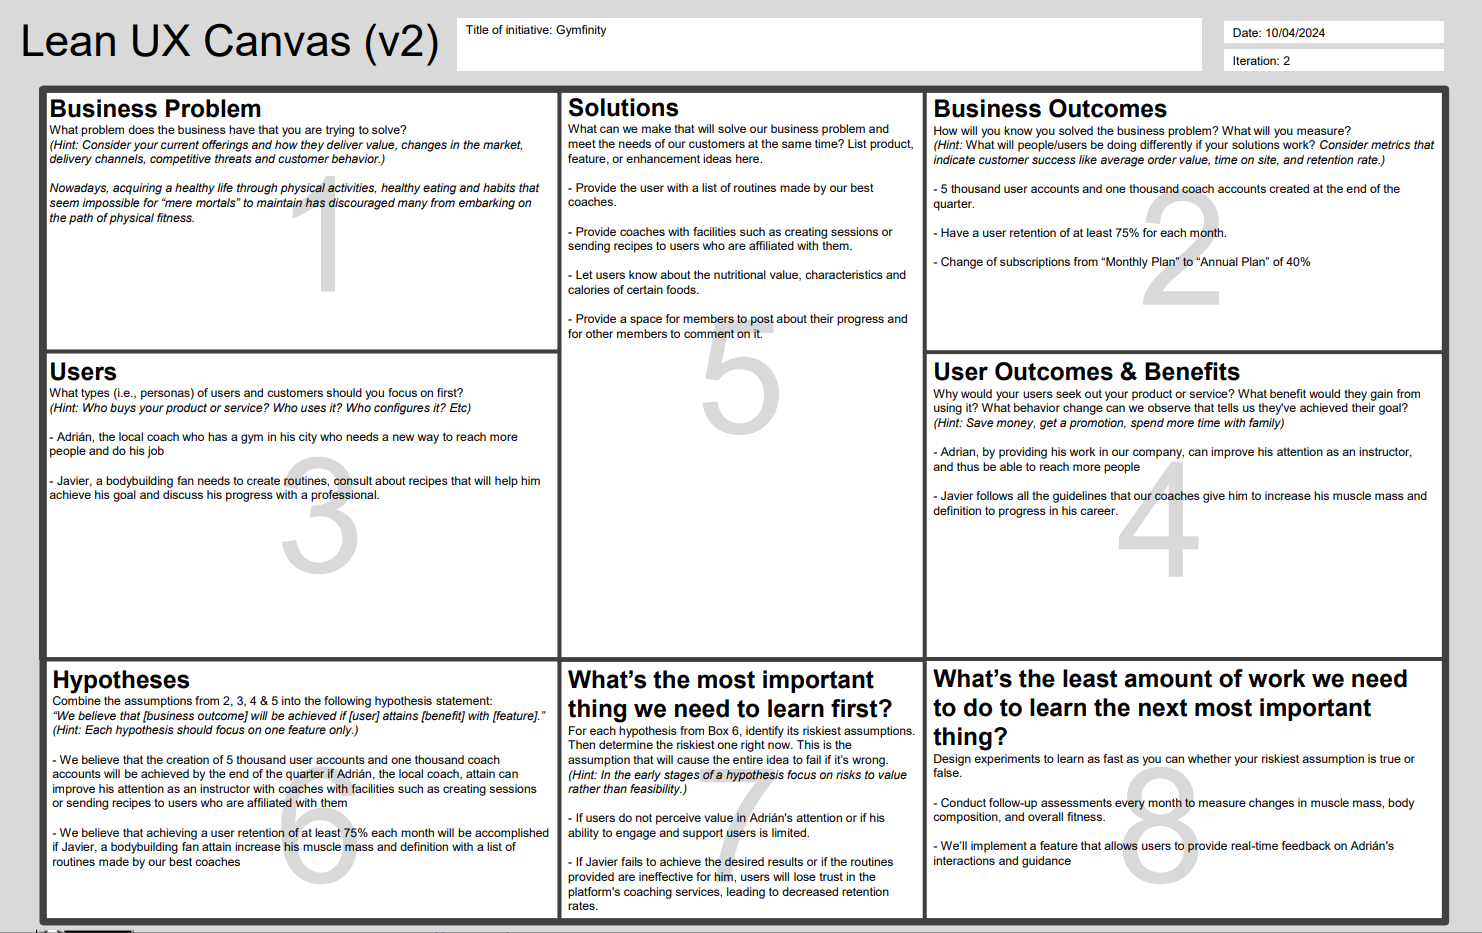 Lean UX Canvas (v2)
Title of initiative: Gymfinity
Date: 10/04/2024
Iteration: 2
Business Problem
What problem does the business have that you are trying to solve?
(Hint: Consider your current offerings and how they deliver value, changes in the market,
delivery channels, competitive threats and customer behavior.)
Nowadays, acquiring a healthy life through physical activities, healthy eating and habits that
seem impossible for “mere mortals” to maintain has discouraged many from embarking on
the path of physical fitness.
1
Solutions
What can we make that will solve our business problem and
meet the needs of our customers at the same time? List product,
feature, or enhancement ideas here.
- Provide the user with a list of routines made by our best
coaches.
- Provide coaches with facilities such as creating sessions or
sending recipes to users who are affiliated with them.
- Let users know about the nutritional value, characteristics and
calories of certain foods.
- Provide a space for members to post about their progress and
for other members to comment on it.
5
Business Outcomes
How will you know you solved the business problem? What will you measure?
(Hint: What will people/users be doing differently if your solutions work? Consider metrics that
indicate customer success like average order value, time on site, and retention rate.)
- 5 thousand user accounts and one thousand coach accounts created at the end of the
quarter.
- Have a user retention of at least 75% for each month.
- Change of subscriptions from “Monthly Plan” to “Annual Plan” of 40%
2
Users
What types (i.e., personas) of users and customers should you focus on first?
(Hint: Who buys your product or service? Who uses it? Who configures it? Etc)
- Adrián, the local coach who has a gym in his city who needs a new way to reach more
people and do his job
- Javier, a bodybuilding fan needs to create routines, consult about recipes that will help him
achieve his goal and discuss his progress with a professional.
3
User Outcomes & Benefits
Why would your users seek out your product or service? What benefit would they gain from
using it? What behavior change can we observe that tells us they've achieved their goal?
(Hint: Save money, get a promotion, spend more time with family)
- Adrian, by providing his work in our company, can improve his attention as an instructor,
and thus be able to reach more people
- Javier follows all the guidelines that our coaches give him to increase his muscle mass and
definition to progress in his career.
4
Hypotheses
Combine the assumptions from 2, 3, 4 & 5 into the following hypothesis statement:
“We believe that [business outcome] will be achieved if [user] attains [benefit] with [feature].”
(Hint: Each hypothesis should focus on one feature only.)
- We believe that the creation of 5 thousand user accounts and one thousand coach
accounts will be achieved by the end of the quarter if Adrián, the local coach, attain can
improve his attention as an instructor with coaches with facilities such as creating sessions
or sending recipes to users who are affiliated with them
- We believe that achieving a user retention of at least 75% each month will be accomplished
if Javier, a bodybuilding fan attain increase his muscle mass and definition with a list of
routines made by our best coaches
6
What’s the most important
thing we need to learn first?
For each hypothesis from Box 6, identify its riskiest assumptions.
Then determine the riskiest one right now. This is the
assumption that will cause the entire idea to fail if it’s wrong.
(Hint: In the early stages of a hypothesis focus on risks to value
rather than feasibility.)
- If users do not perceive value in Adrián's attention or if his
ability to engage and support users is limited.
- If Javier fails to achieve the desired results or if the routines
provided are ineffective for him, users will lose trust in the
platform's coaching services, leading to decreased retention
rates.
7
What’s the least amount of work we need
to do to learn the next most important
thing?
Design experiments to learn as fast as you can whether your riskiest assumption is true or
false.
- Conduct follow-up assessments every month to measure changes in muscle mass, body
composition, and overall fitness.
- We’ll implement a feature that allows users to provide real-time feedback on Adrián's
interactions and guidance
8